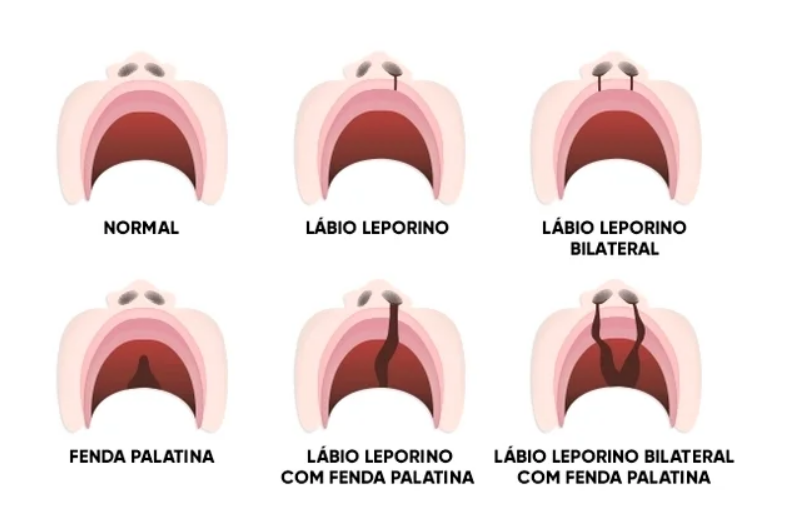 NORMAL
LÁBIO LEPORINO
LÁBIO LEPORINO
BILATERAL
FENDA PALATINA
LÁBIO LEPORINO
COM FENDA PALATINA
LÁBIO LEPORINO BILATERAL
COM FENDA PALATINA